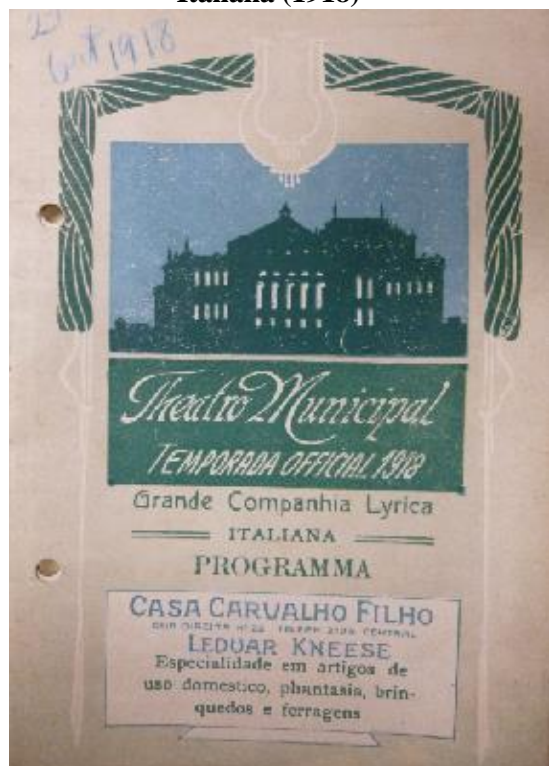 Italiana (1918)
Out 1918
Theatro Municipal
TEMPORADA OFFICIAL 1918
Grande Companhia Lyrica
ITALIANA
PROGRAMMA
CASA CARVALHO FILHO
CENTRAL
LEDUAR KNEESE
Especialidade em artigos de
uso domestico, phantasia, brin-
quedos e ferragens